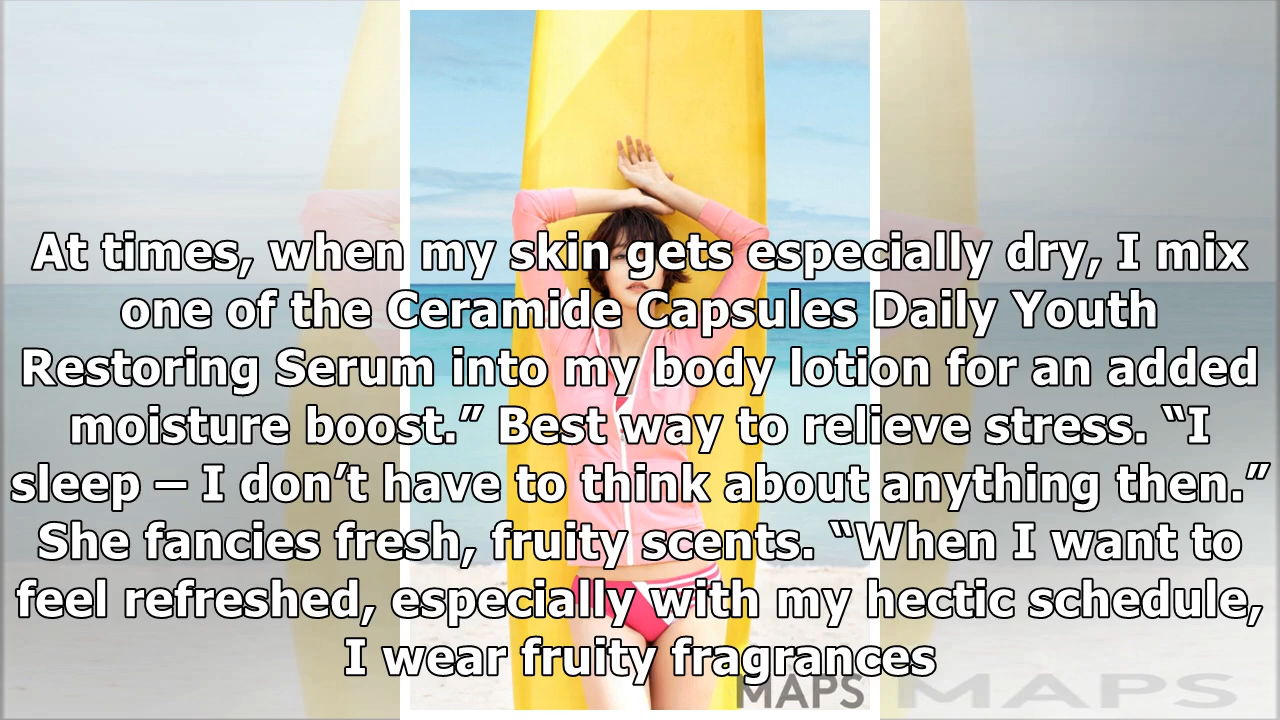 At times, when my skin gets especially dry, I mix
one of the Ceramide Capsules Daily Youth
Restoring Serum into my body lotion for an added
moisture boost.” Best way to relieve stress. “I
sleep – I don’t have to think about anything then.”
She fancies fresh, fruity scents. “When I want to
feel refreshed, especially with my hectic schedule,
I wear fruity fragrances
MAPS MAPS